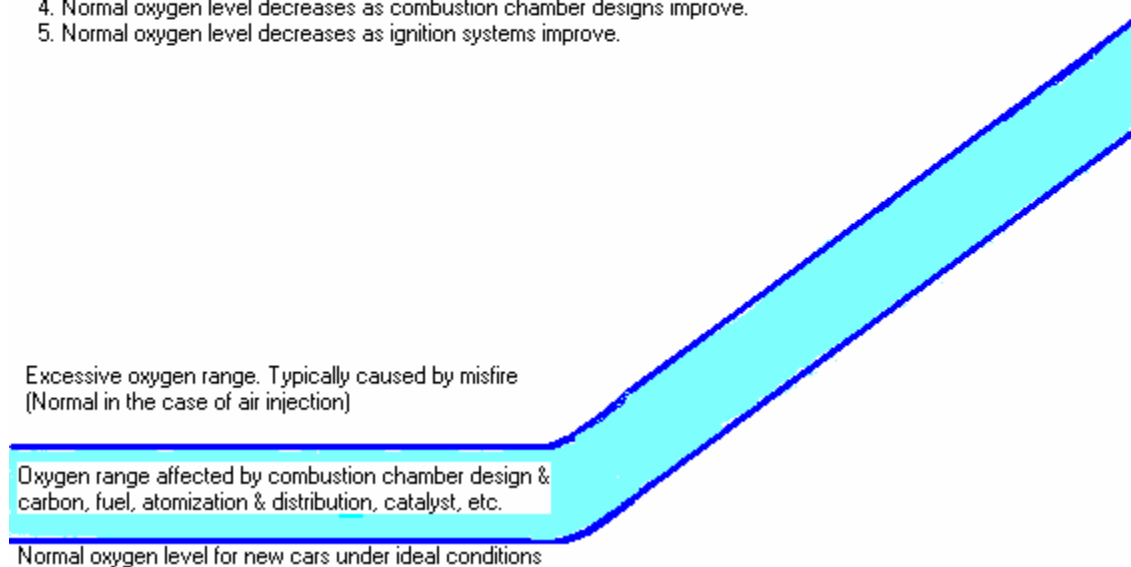 4. Normal oxygen level decreases as combustion chamber designs improve.
5. Normal oxygen level decreases as ignition systems improve.
Excessive oxygen range. Typically caused by misfire
(Normal in the case of air injection)
Oxygen range affected by combustion chamber design &
carbon, fuel, atomization & distribution, catalyst, etc.
Normal oxygen level for new cars under ideal conditions